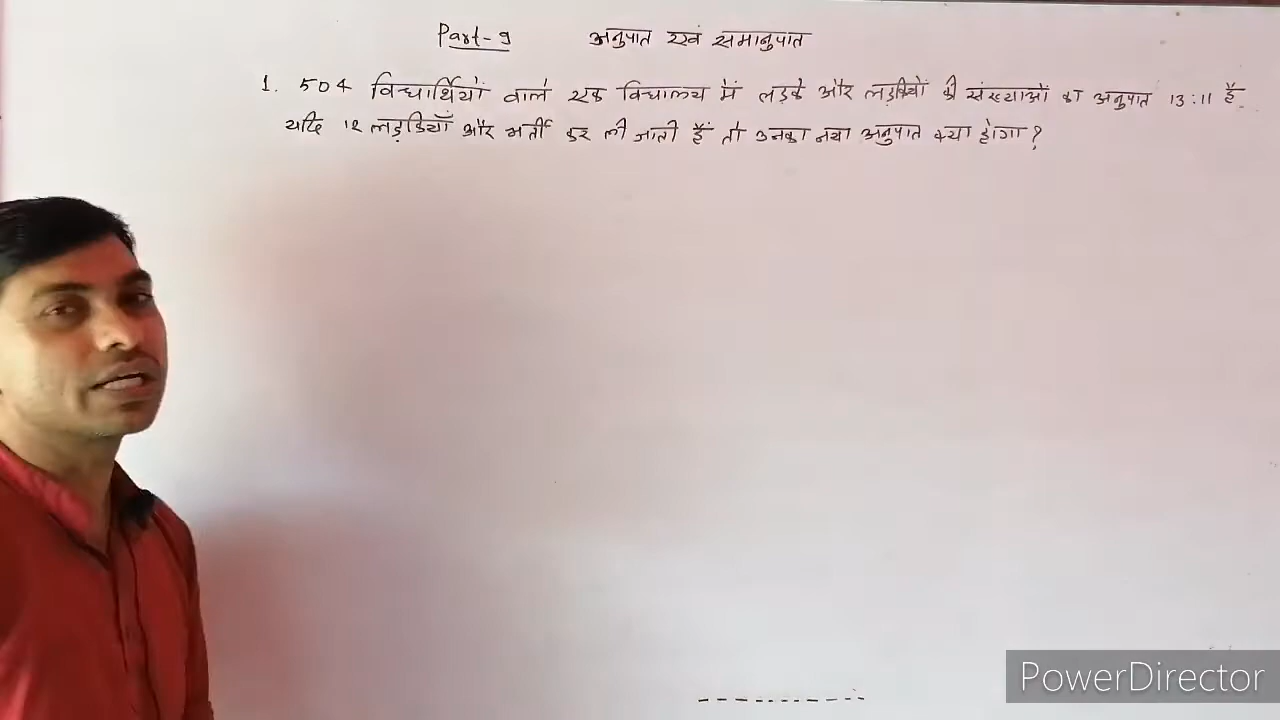 Part-9 अनुपात एवं समानुपात
1. 504 विद्यार्थियों वाले एक विद्यालय में लड़के और लड़कियों की संख्याओं का अनुपात 13:11 है
यदि 12 लड़कियाँ और भर्ती कर ली जाती हैं तो उनका नया अनुपात क्या होगा?
PowerDirector